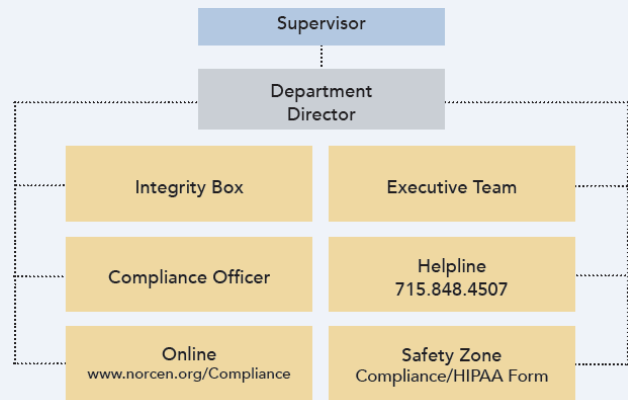 Supervisor
Department
Director
Integrity Box
Executive Team
Compliance Officer
Helpline
715.848.4507
Online
www.norcen.org/Compliance
Safety Zone
Compliance/HIPAA Form